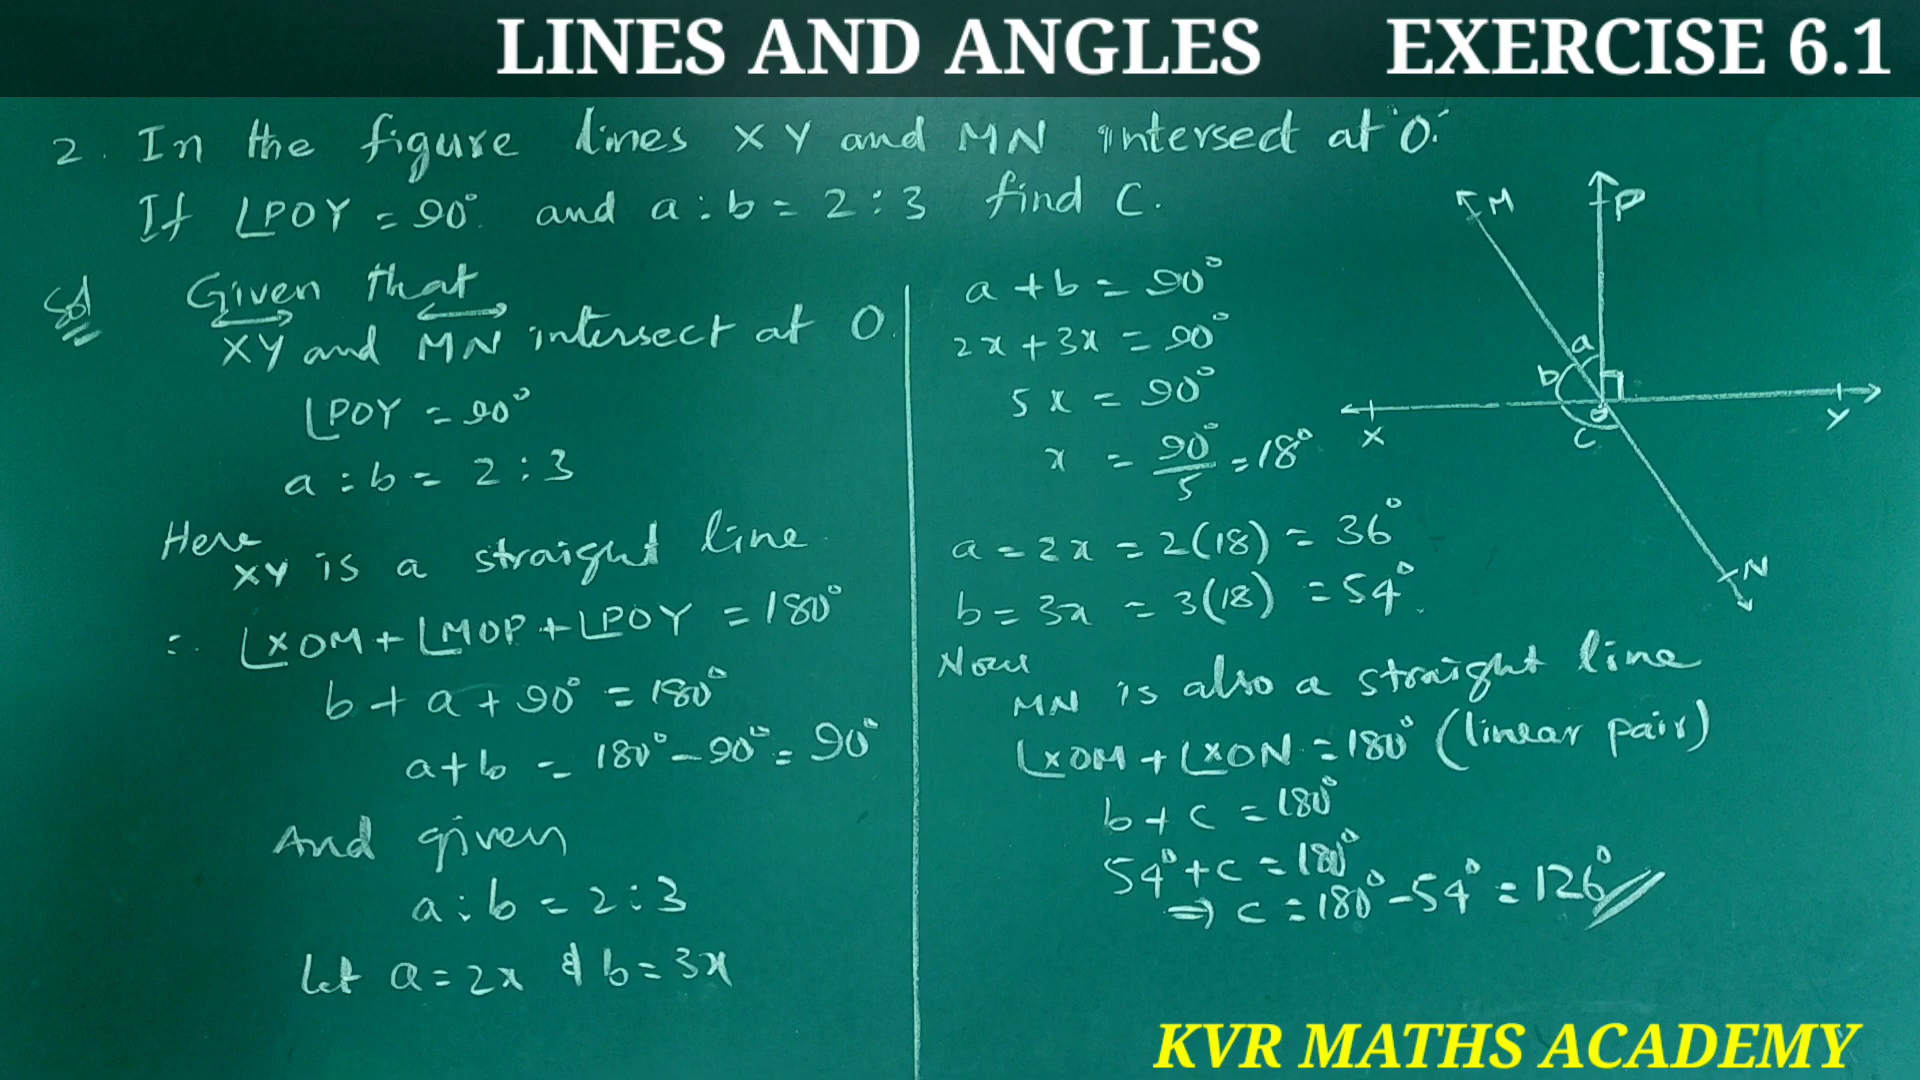 LINES AND ANGLES EXERCISE 6.1
2. In the figure lines XY and MN intersed at 'O'.
If ∠POY = 90° and a : b = 2 : 3 find C.
Sol Given that
XY and MN intersect at O.
∠POY = 90°
a : b = 2 : 3
Here
XY is a straight line.
∴ ∠XOM + ∠MOP + ∠POY = 180°
b + a + 90° = 180°
a + b = 180° - 90° = 90°
And given
a : b = 2 : 3
Let a = 2x & b = 3x
a + b = 90°
2x + 3x = 90°
5x = 90°
x = 90°/5 = 18°
a = 2x = 2(18) = 36°
b = 3x = 3(18) = 54°.
Now
MN is also a straight line
∠XOM + ∠XON = 180° (linear pair)
b + c = 180°
54° + c = 180°
⇒ c = 180° - 54° = 126°
M P
a
b
O
X C Y
N
KVR MATHS ACADEMY